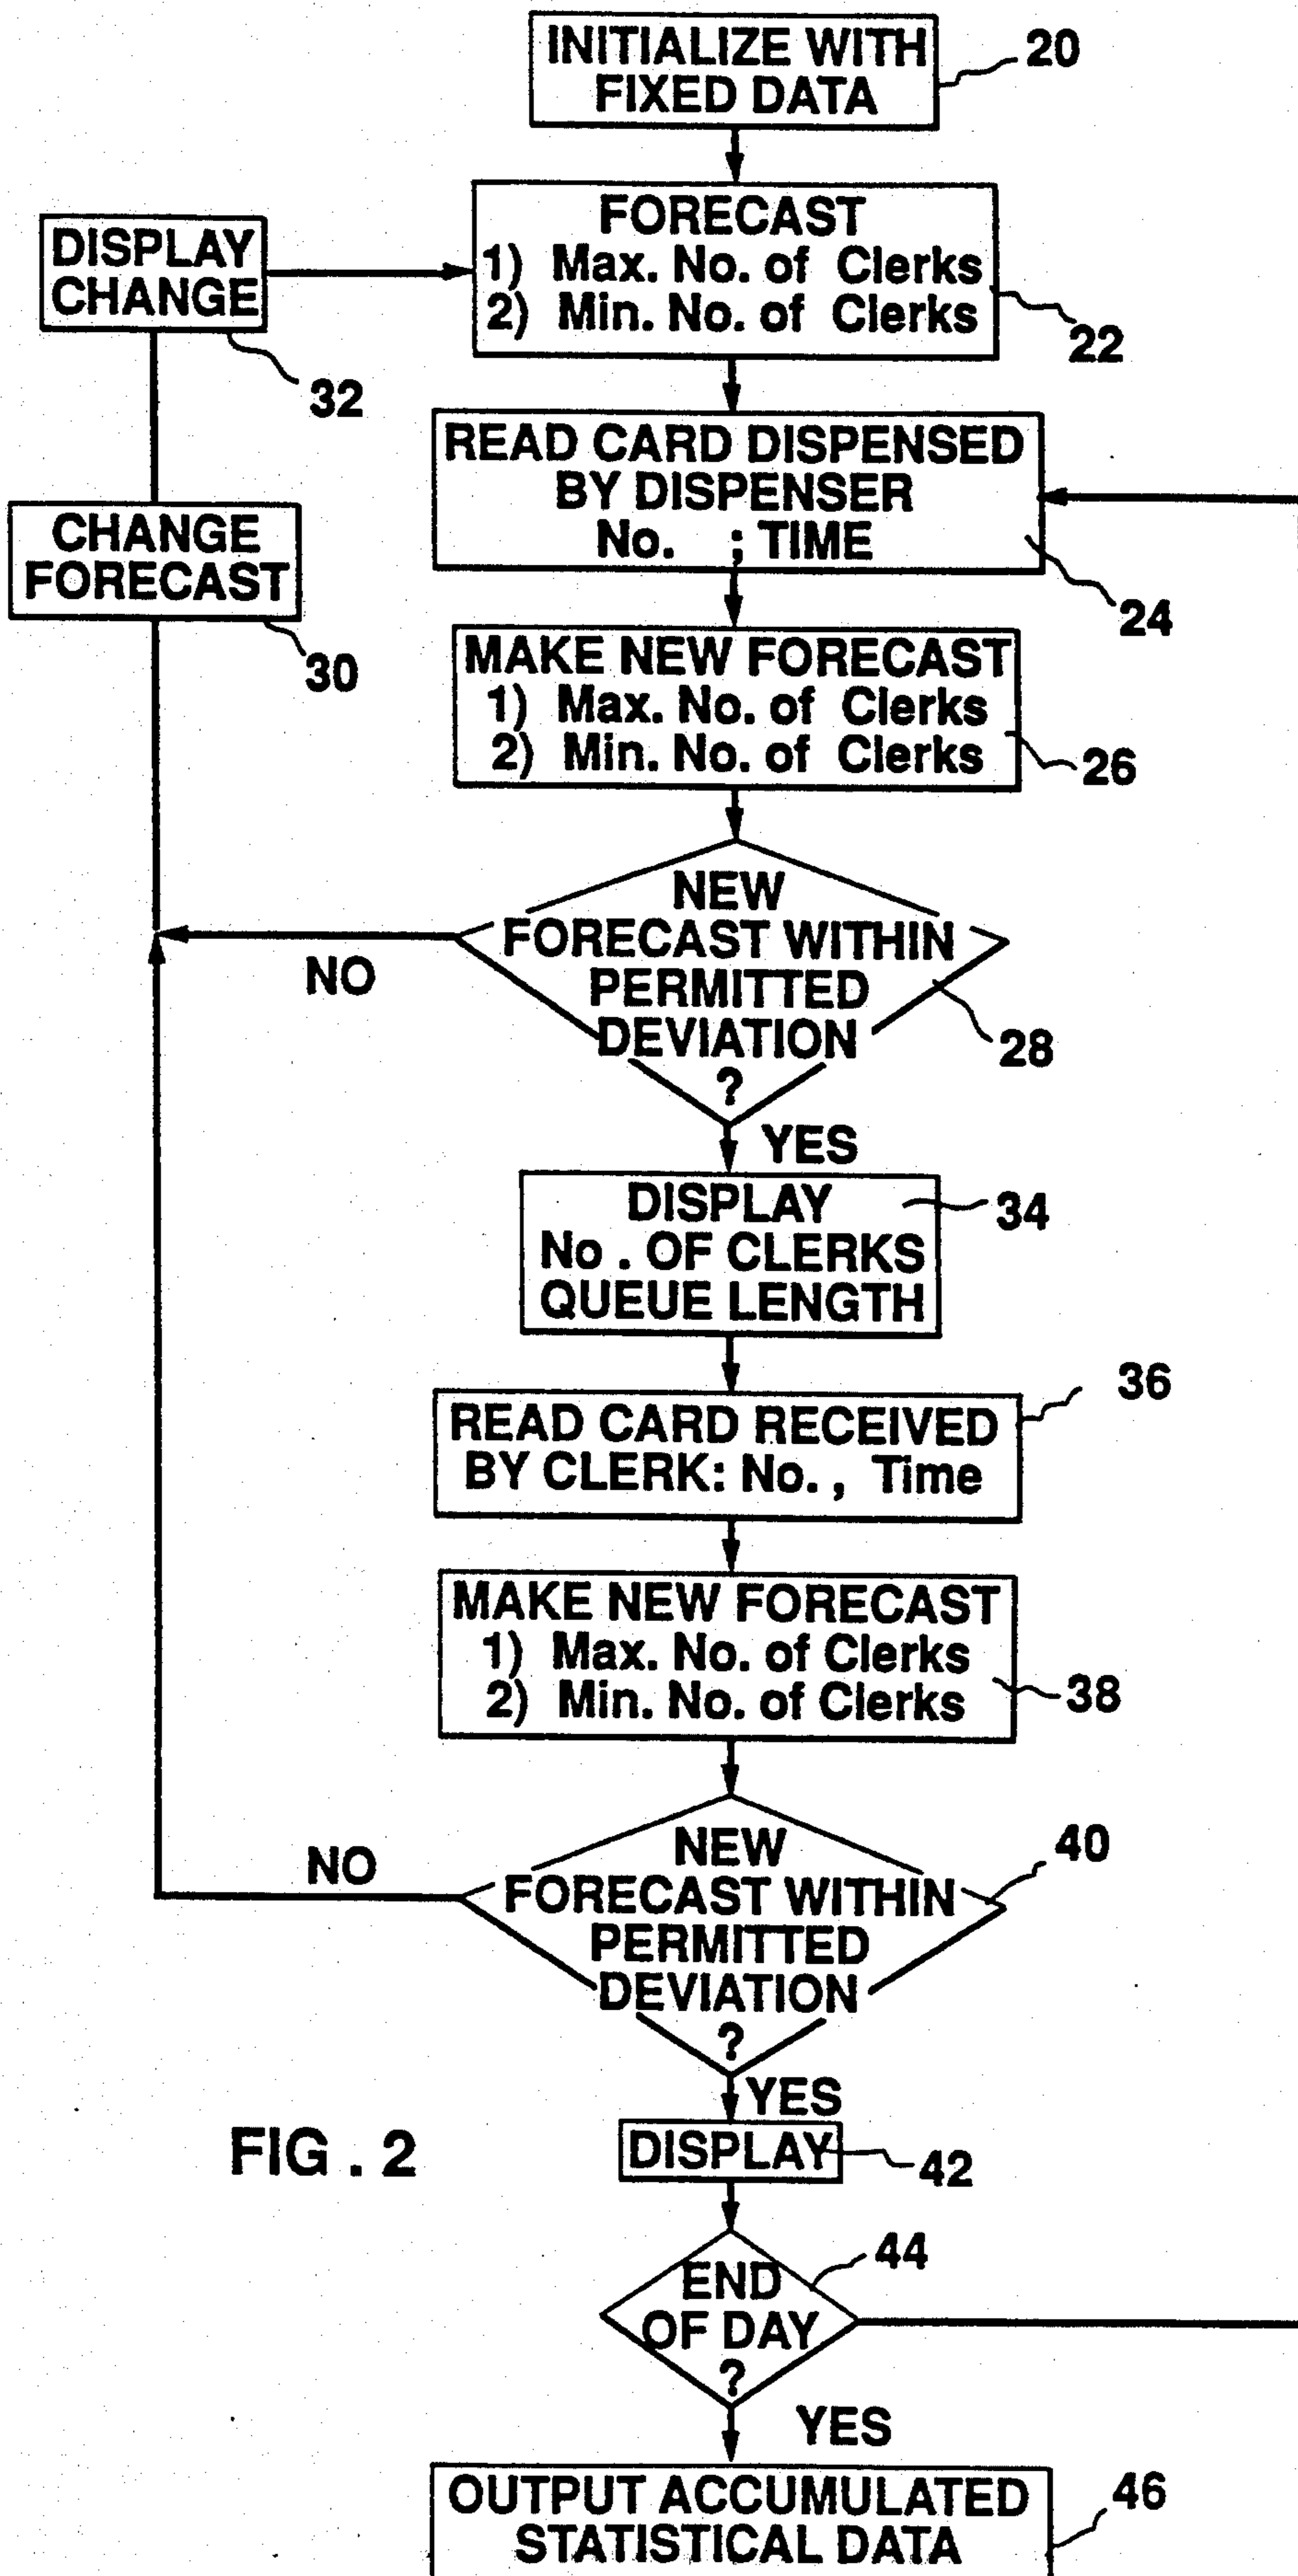 INITIALIZE WITH
FIXED DATA
20
FORECAST
1) Max. No. of Clerks
2) Min. No. of Clerks
22
DISPLAY
CHANGE
32
READ CARD DISPENSED
BY DISPENSER
No. ; TIME
24
CHANGE
FORECAST
30
MAKE NEW FORECAST
1) Max. No. of Clerks
2) Min. No. of Clerks
26
NEW
FORECAST WITHIN
PERMITTED
DEVIATION
?
28
NO
YES
DISPLAY
No . OF CLERKS
QUEUE LENGTH
34
READ CARD RECEIVED
BY CLERK: No. , Time
36
MAKE NEW FORECAST
1) Max. No. of Clerks
2) Min. No. of Clerks
38
NEW
FORECAST WITHIN
PERMITTED
DEVIATION
?
40
NO
YES
DISPLAY
42
FIG . 2
END
OF DAY
?
44
YES
OUTPUT ACCUMULATED
STATISTICAL DATA
46